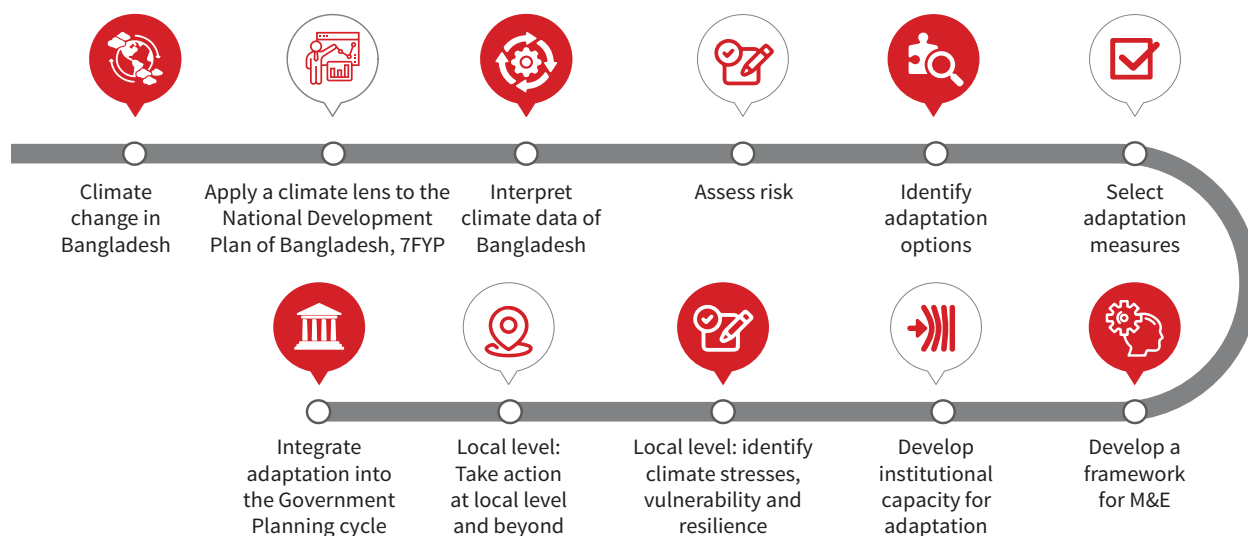 Climate
change in
Bangladesh
Apply a climate lens to the
National Development
Plan of Bangladesh, 7FYP
Interpret
climate data of
Bangladesh
Assess risk
Identify
adaptation
options
Select
adaptation
measures
Integrate
adaptation into
the Government
Planning cycle
Local level:
Take action
at local level
and beyond
Local level: identify
climate stresses,
vulnerability and
resilience
Develop
institutional
capacity for
adaptation
Develop a
framework
for M&E